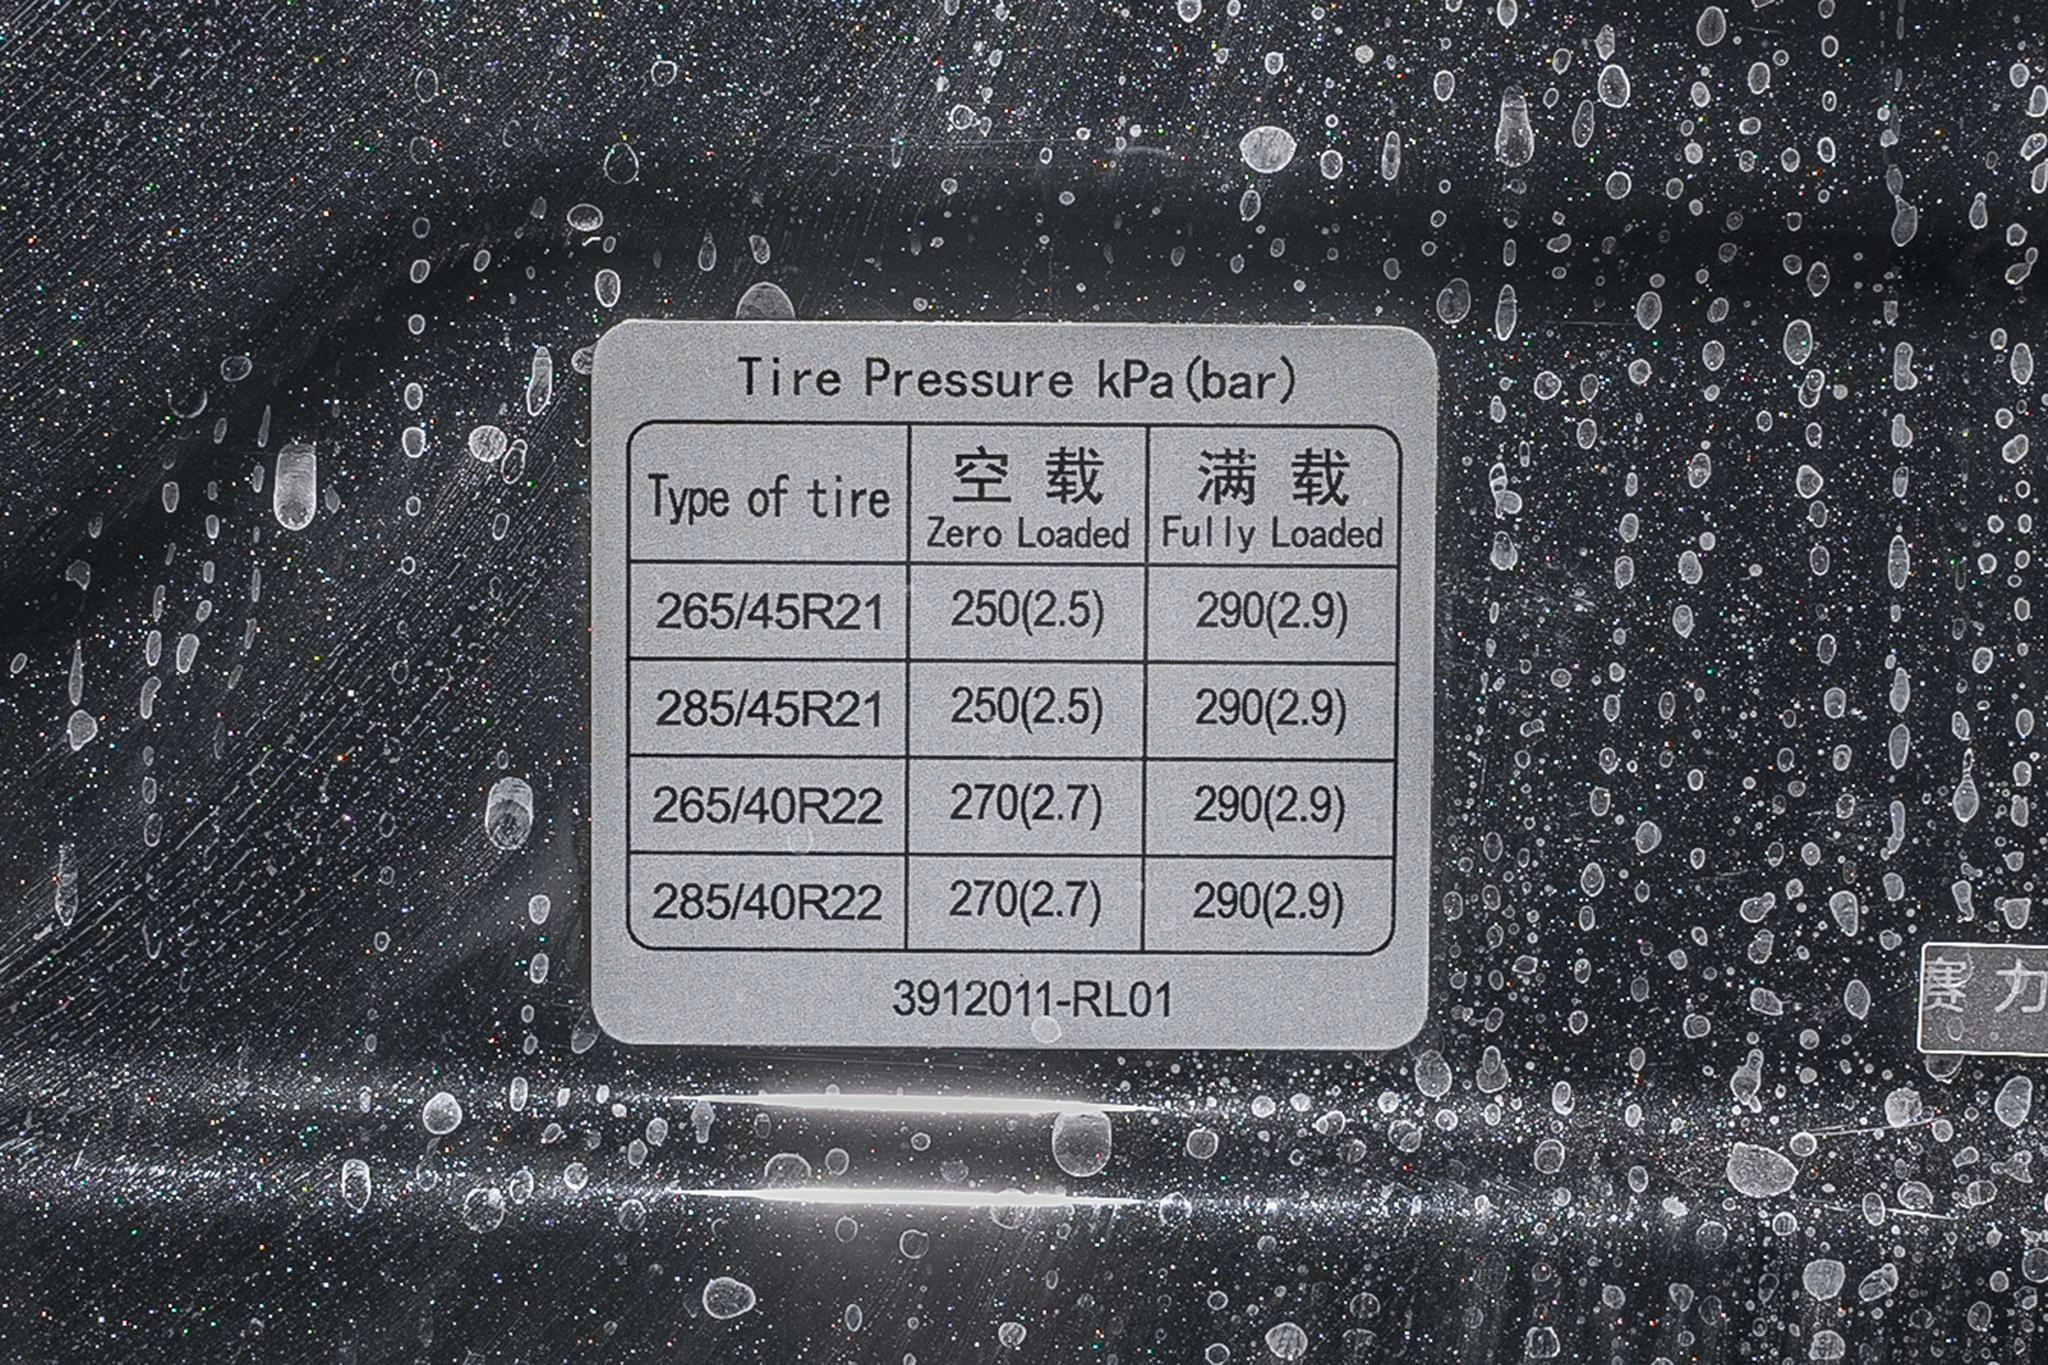 Tire Pressure kPa(bar)
Type of tire
空 载
Zero Loaded
满 载
Fully Loaded
265/45R21 250(2.5) 290(2.9)
285/45R21 250(2.5) 290(2.9)
265/40R22 270(2.7) 290(2.9)
285/40R22 270(2.7) 290(2.9)
3912011-RL01
赛 力